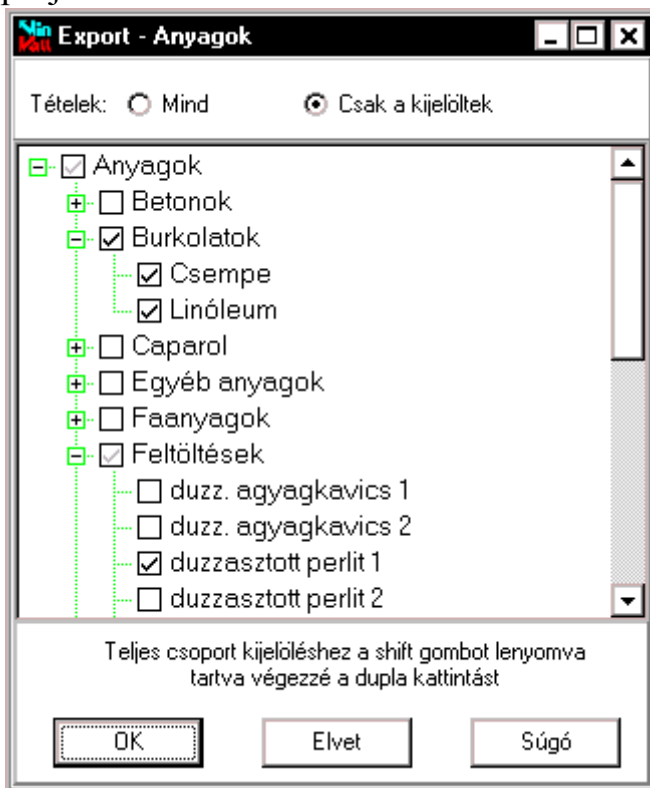 Win
Watt
Export - Anyagok
Tételek: Mind Csak a kijelöltek
Anyagok
Betonok
Burkolatok
Csempe
Linóleum
Caparol
Egyéb anyagok
Faanyagok
Feltöltések
duzz. agyagkavics 1
duzz. agyagkavics 2
duzzasztott perlit 1
duzzasztott perlit 2
Teljes csoport kijelöléshez a shift gombot lenyomva
tartva végezzé a dupla kattintást
OK Elvet Súgó